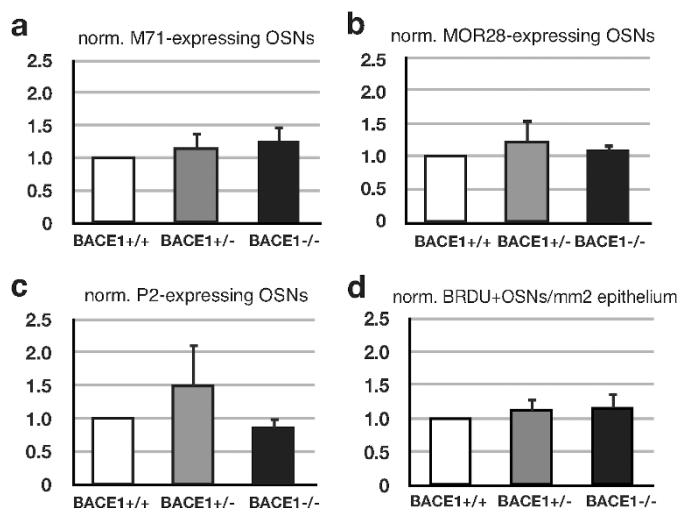 a
norm. M71-expressing OSNs
2.5
2.0
1.5
1.0
0.5
0
BACE1+/+ BACE1+/- BACE1-/-
b
norm. MOR28-expressing OSNs
2.5
2.0
1.5
1.0
0.5
0
BACE1+/+ BACE1+/- BACE1-/-
c
norm. P2-expressing OSNs
2.5
2.0
1.5
1.0
0.5
0
BACE1+/+ BACE1+/- BACE1-/-
d
norm. BRDU+OSNs/mm2 epithelium
2.5
2.0
1.5
1.0
0.5
0
BACE1+/+ BACE1+/- BACE1-/-